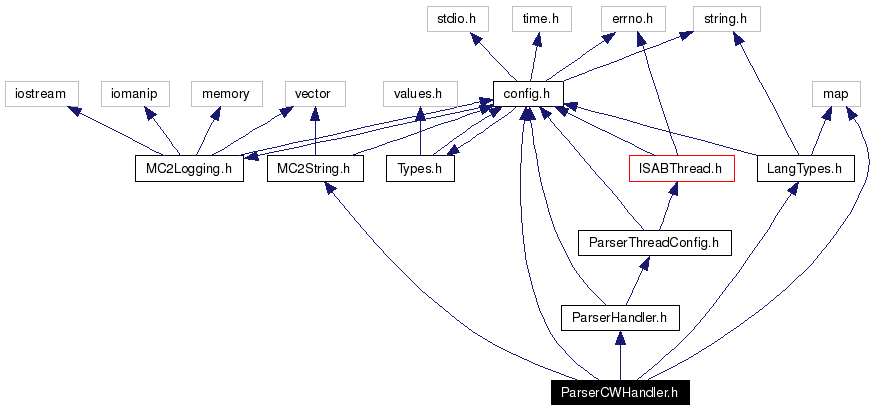 stdio.h
time.h
errno.h
string.h
iostream
iomanip
memory
vector
values.h
config.h
map
MC2Logging.h
MC2String.h
Types.h
ISABThread.h
LangTypes.h
ParserThreadConfig.h
ParserHandler.h
ParserCWHandler.h